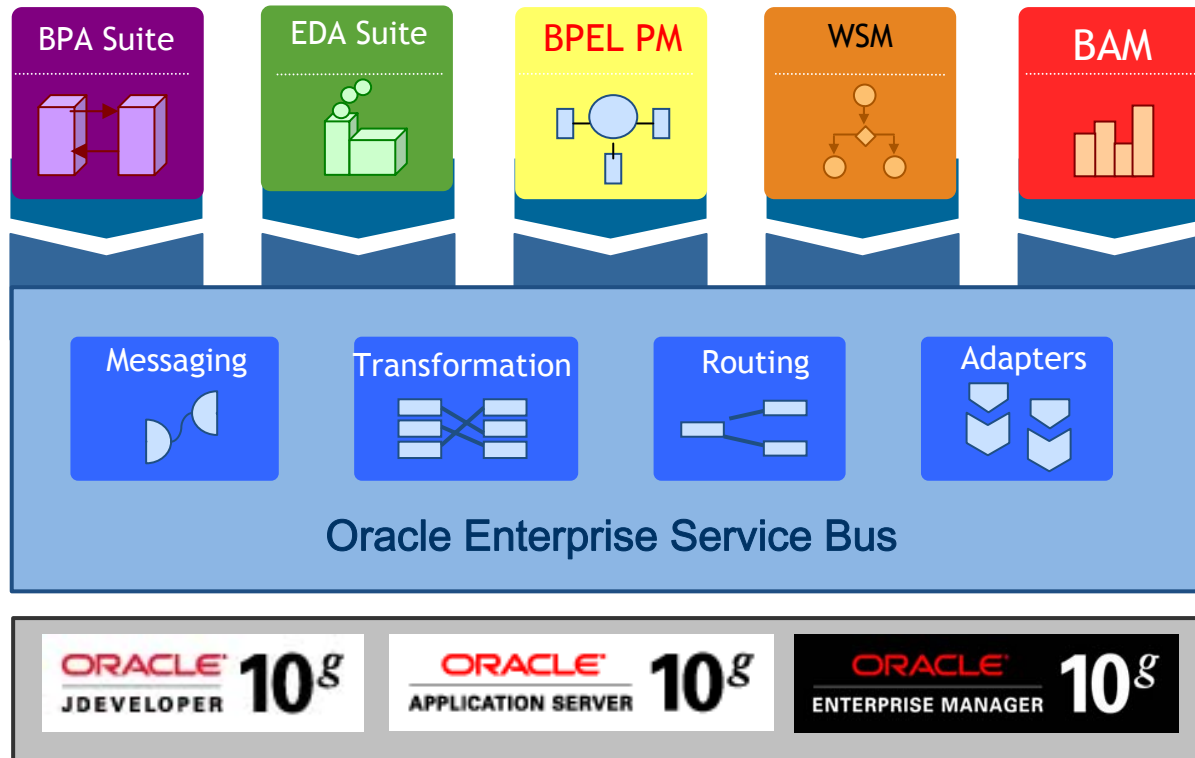 BPA Suite
EDA Suite
BPEL PM
WSM
BAM
Messaging
Transformation
Routing
Adapters
Oracle Enterprise Service Bus
ORACLE
JDEVELOPER
10g
ORACLE
APPLICATION SERVER
10g
ORACLE
ENTERPRISE MANAGER
10g